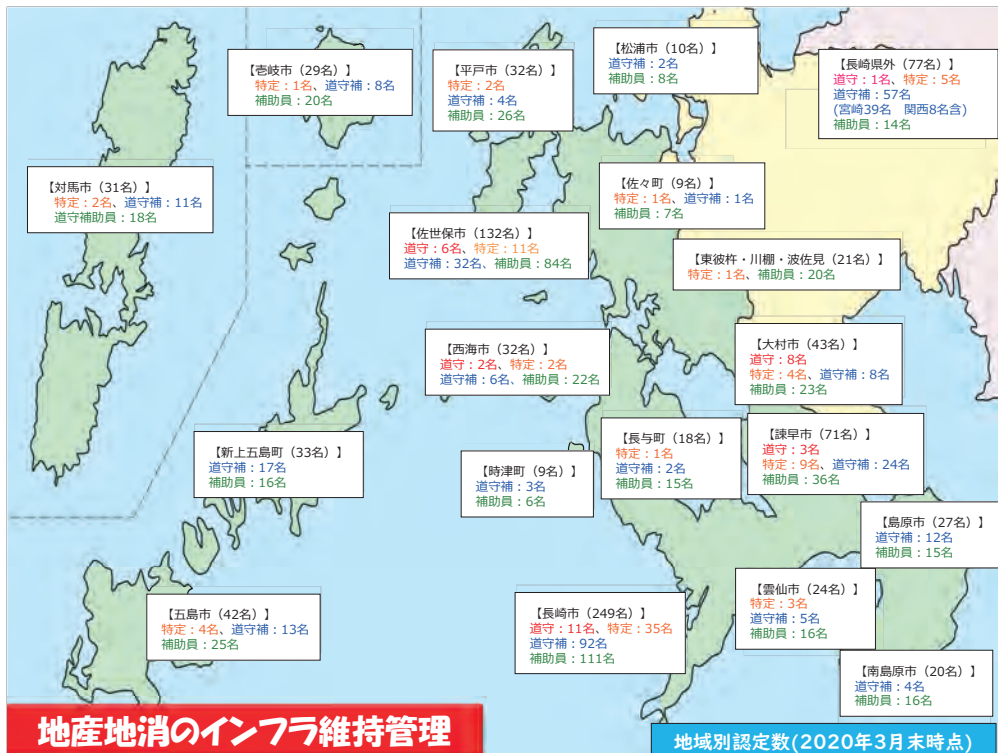 【壱岐市（29名）】
特定：1名、道守補：8名
補助員：20名
【平戸市（32名）】
特定：2名
道守補：4名
補助員：26名
【松浦市（10名）】
道守補：2名
補助員：8名
【長崎県外（77名）】
道守：1名、特定：5名
道守補：57名
(宮崎39名　関西8名含)
補助員：14名
【対馬市（31名）】
特定：2名、道守補：11名
道守補助員：18名
【佐々町（9名）】
特定：1名、道守補：1名
補助員：7名
【佐世保市（132名）】
道守：6名、特定：11名
道守補：32名、補助員：84名
【東彼杵・川棚・波佐見（21名）】
特定：1名、補助員：20名
【西海市（32名）】
道守：2名、特定：2名
道守補：6名、補助員：22名
【大村市（43名）】
道守：8名
特定：4名、道守補：8名
補助員：23名
【新上五島町（33名）】
道守補：17名
補助員：16名
【時津町（9名）】
道守補：3名
補助員：6名
【長与町（18名）】
特定：1名
道守補：2名
補助員：15名
【諫早市（71名）】
道守：3名
特定：9名、道守補：24名
補助員：36名
【島原市（27名）】
道守補：12名
補助員：15名
【五島市（42名）】
特定：4名、道守補：13名
補助員：25名
【長崎市（249名）】
道守：11名、特定：35名
道守補：92名
補助員：111名
【雲仙市（24名）】
特定：3名
道守補：5名
補助員：16名
【南島原市（20名）】
道守補：4名
補助員：16名
地産地消のインフラ維持管理
地域別認定数(2020年3月末時点)